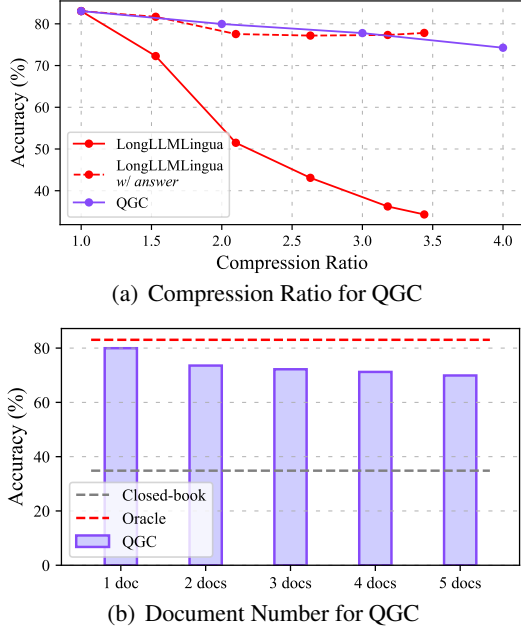 80
70
60
50
40
Accuracy (%)
LongLLMLingua
LongLLMLingua
w/ answer
QGC
1.0 1.5 2.0 2.5 3.0 3.5 4.0
Compression Ratio
(a) Compression Ratio for QGC
80
60
40
20
0
Accuracy (%)
Closed-book
Oracle
QGC
1 doc 2 docs 3 docs 4 docs 5 docs
(b) Document Number for QGC